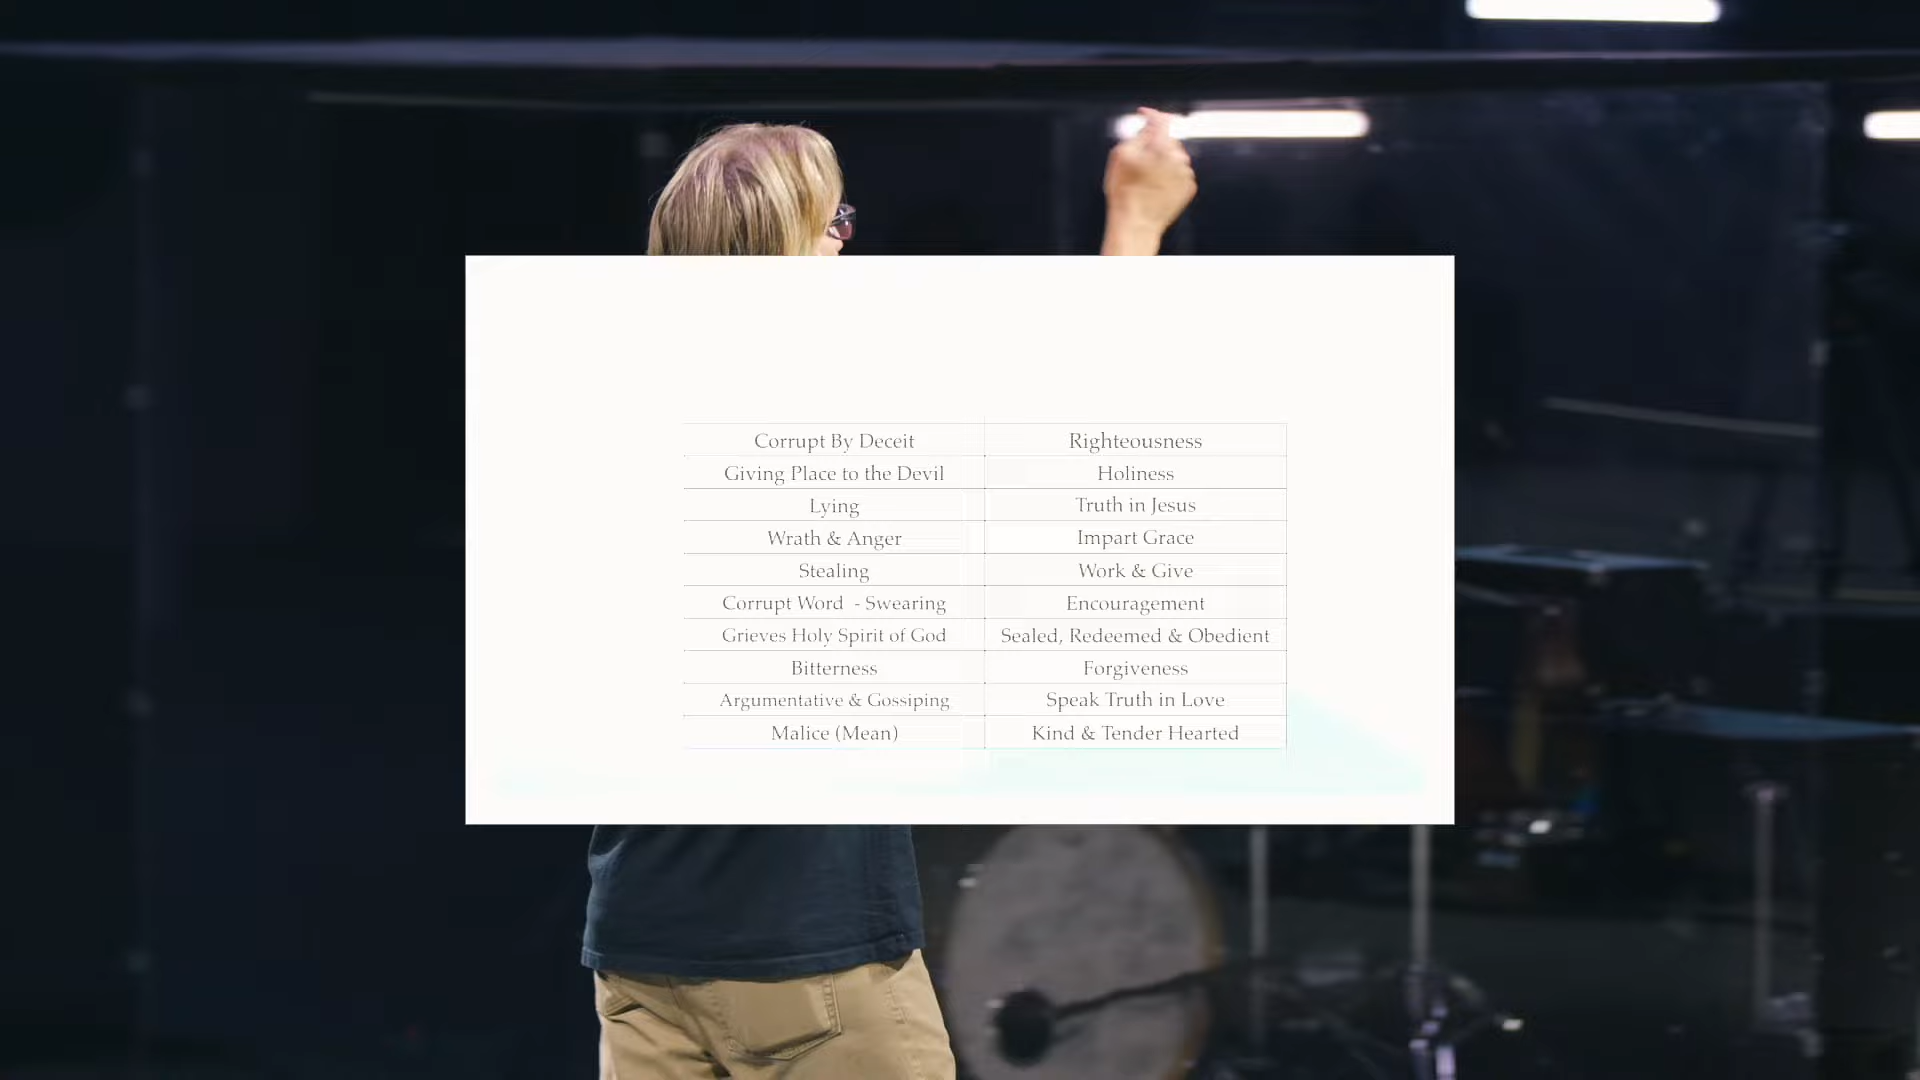 Corrupt By Deceit Righteousness
Giving Place to the Devil Holiness
Lying Truth in Jesus
Wrath & Anger Impart Grace
Stealing Work & Give
Corrupt Word - Swearing Encouragement
Grieves Holy Spirit of God Sealed, Redeemed & Obedient
Bitterness Forgiveness
Argumentative & Gossiping Speak Truth in Love
Malice (Mean) Kind & Tender Hearted